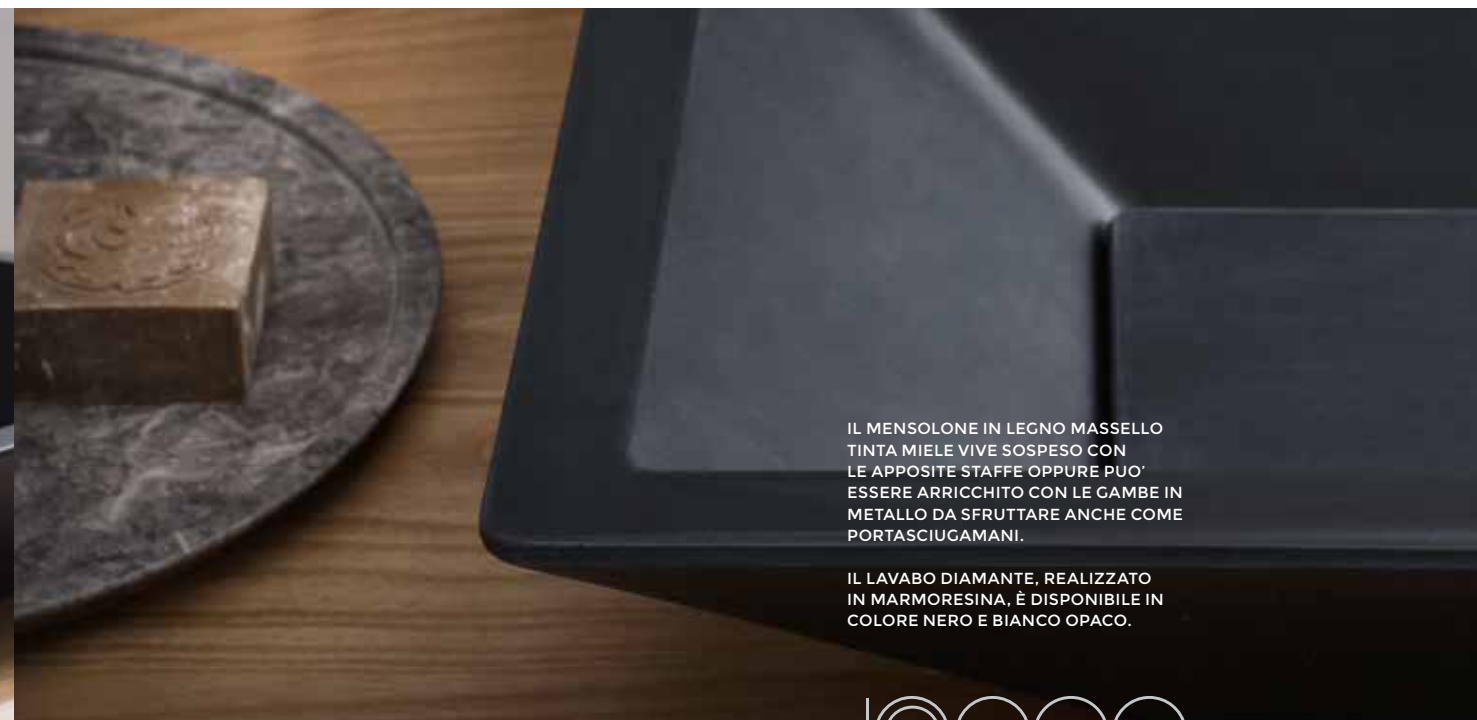 IL MENSOLONE IN LEGNO MASSELLO
TINTA MIELE VIVE SOSPESO CON
LE APPOSITE STAFFE OPPURE PUO'
ESSERE ARRICCHITO CON LE GAMBE IN
METALLO DA SFRUTTARE ANCHE COME
PORTASCIUGAMANI.
IL LAVABO DIAMANTE, REALIZZATO
IN MARMORESINA, È DISPONIBILE IN
COLORE NERO E BIANCO OPACO.